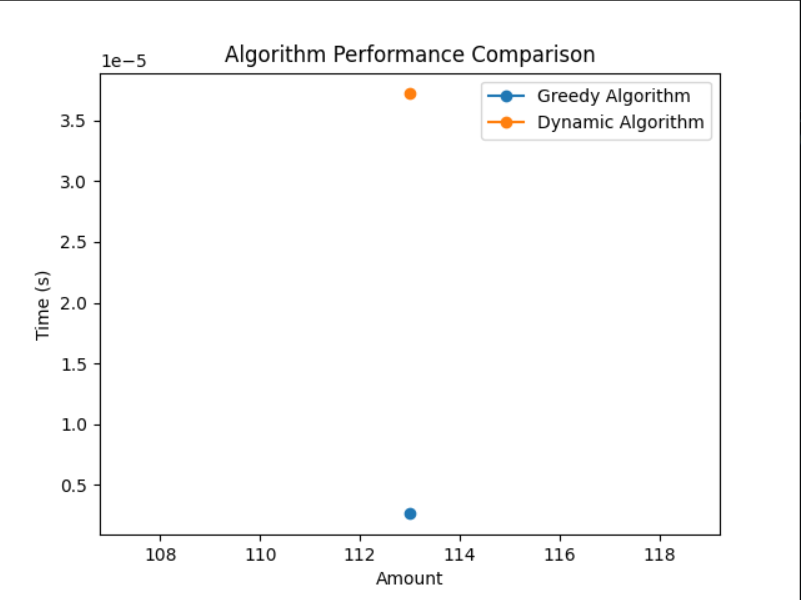 Algorithm Performance Comparison
1e−5
Greedy Algorithm
Dynamic Algorithm
3.5
3.0
2.5
2.0
1.5
1.0
0.5
Time (s)
108 110 112 114 116 118
Amount